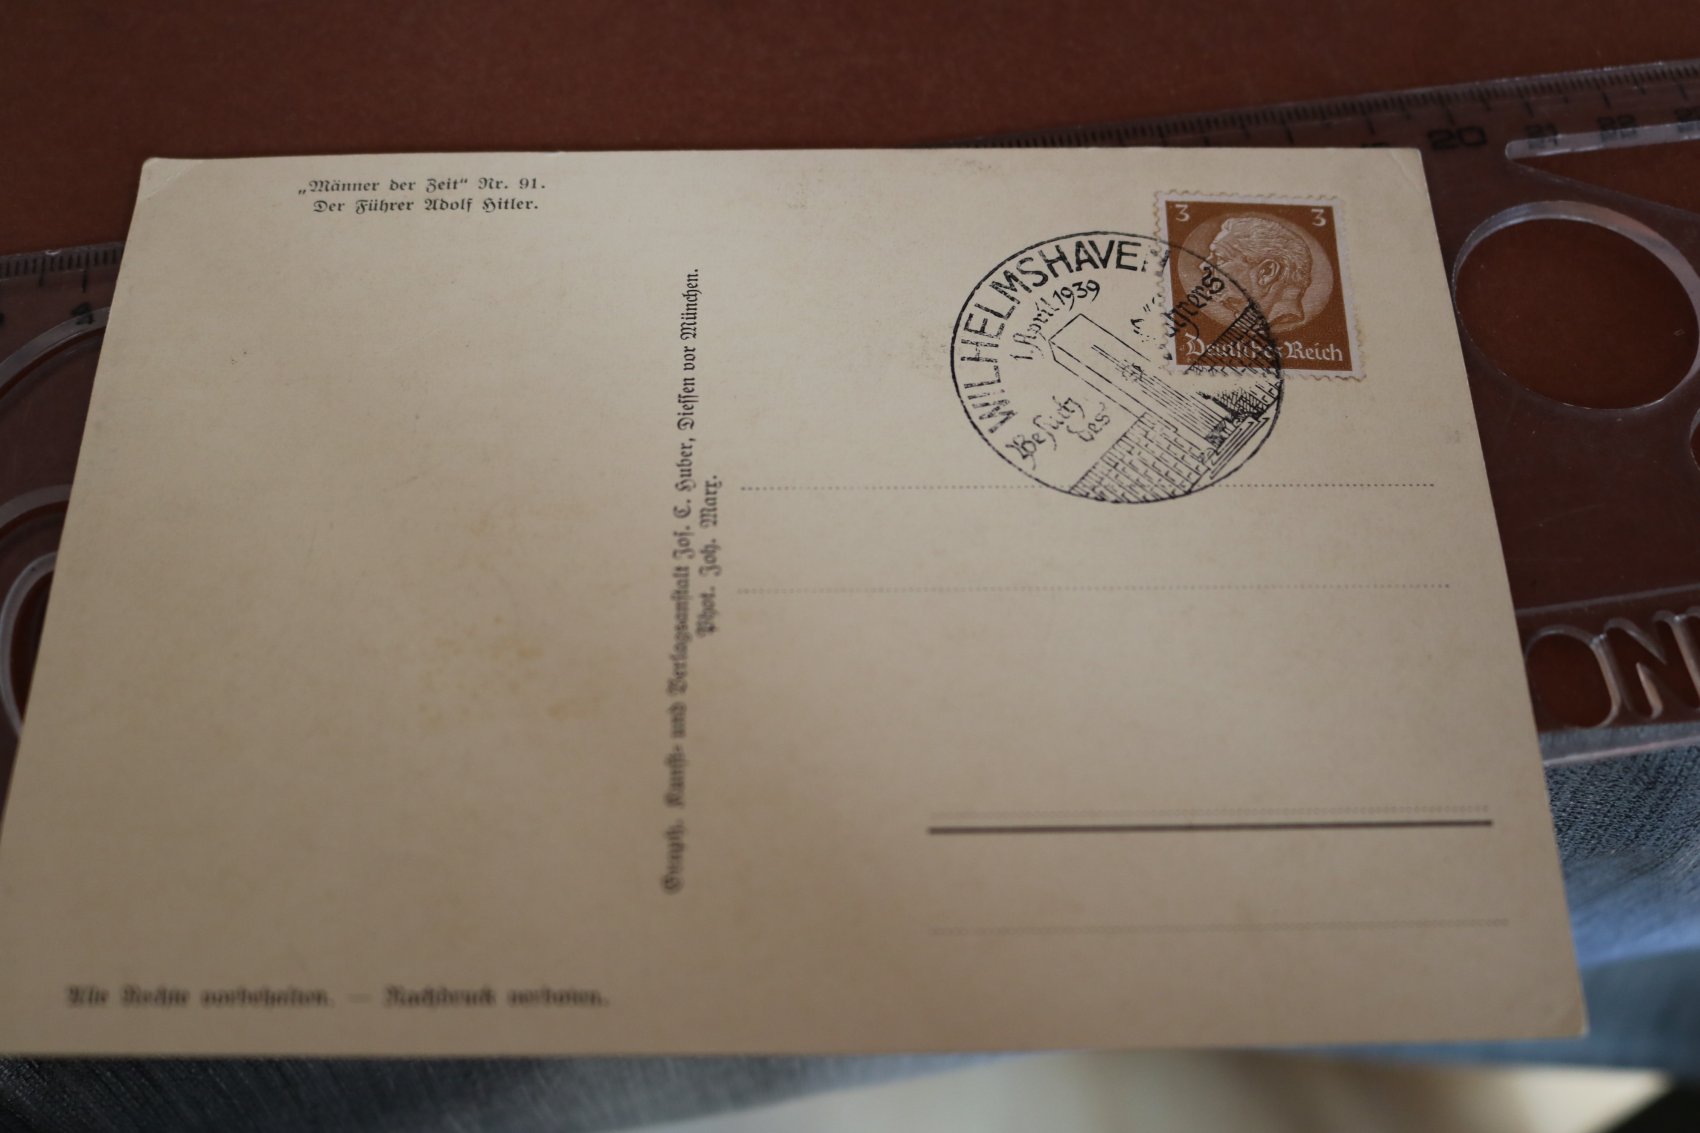 „Männer der Zeit“ Nr. 91.
Der Führer Adolf Hitler.
Graph. Kunst- und Verlagsanstalt Jos. C. Huber, Diessen vor München.
Phot. Joh. Marx.
WILHELMSHAVEN
1. April 1939
Besuch
des
Führers
3 3
Deutsches Reich
Alle Rechte vorbehalten. — Nachdruck verboten.
20 21 22